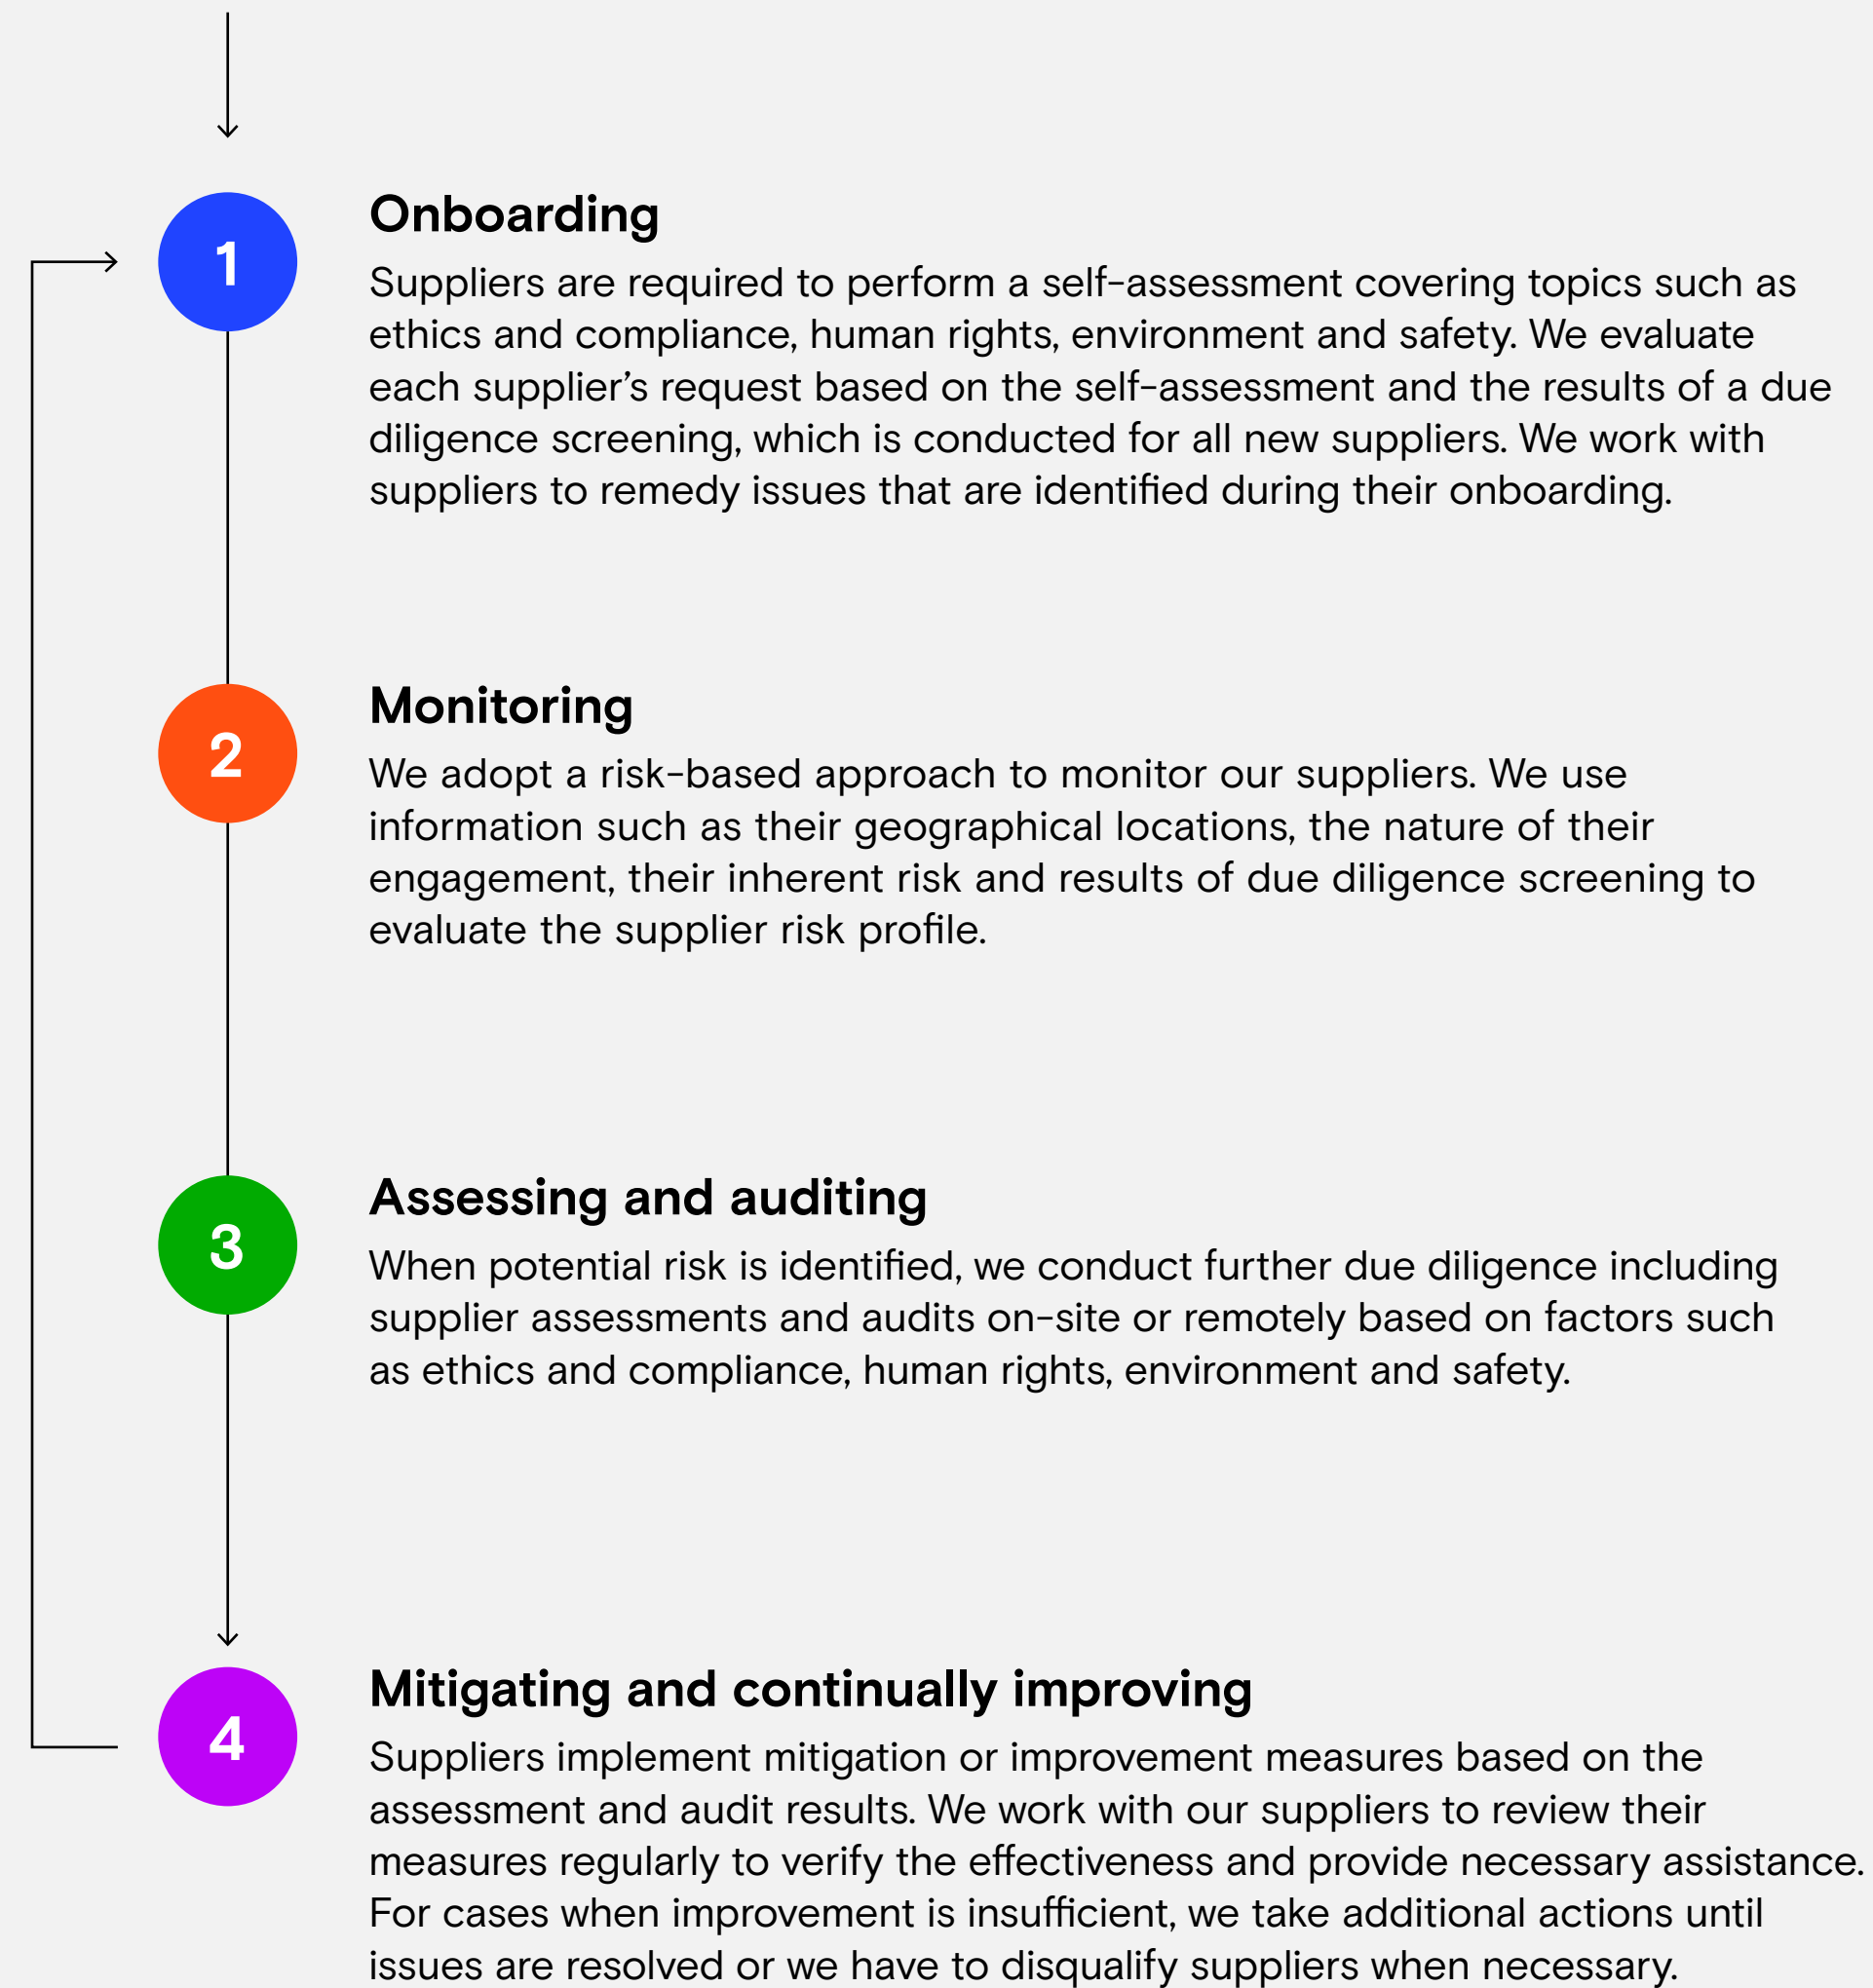 1
Onboarding
Suppliers are required to perform a self-assessment covering topics such as
ethics and compliance, human rights, environment and safety. We evaluate
each supplier’s request based on the self-assessment and the results of a due
diligence screening, which is conducted for all new suppliers. We work with
suppliers to remedy issues that are identified during their onboarding.
2
Monitoring
We adopt a risk-based approach to monitor our suppliers. We use
information such as their geographical locations, the nature of their
engagement, their inherent risk and results of due diligence screening to
evaluate the supplier risk profile.
3
Assessing and auditing
When potential risk is identified, we conduct further due diligence including
supplier assessments and audits on-site or remotely based on factors such
as ethics and compliance, human rights, environment and safety.
4
Mitigating and continually improving
Suppliers implement mitigation or improvement measures based on the
assessment and audit results. We work with our suppliers to review their
measures regularly to verify the effectiveness and provide necessary assistance.
For cases when improvement is insufficient, we take additional actions until
issues are resolved or we have to disqualify suppliers when necessary.